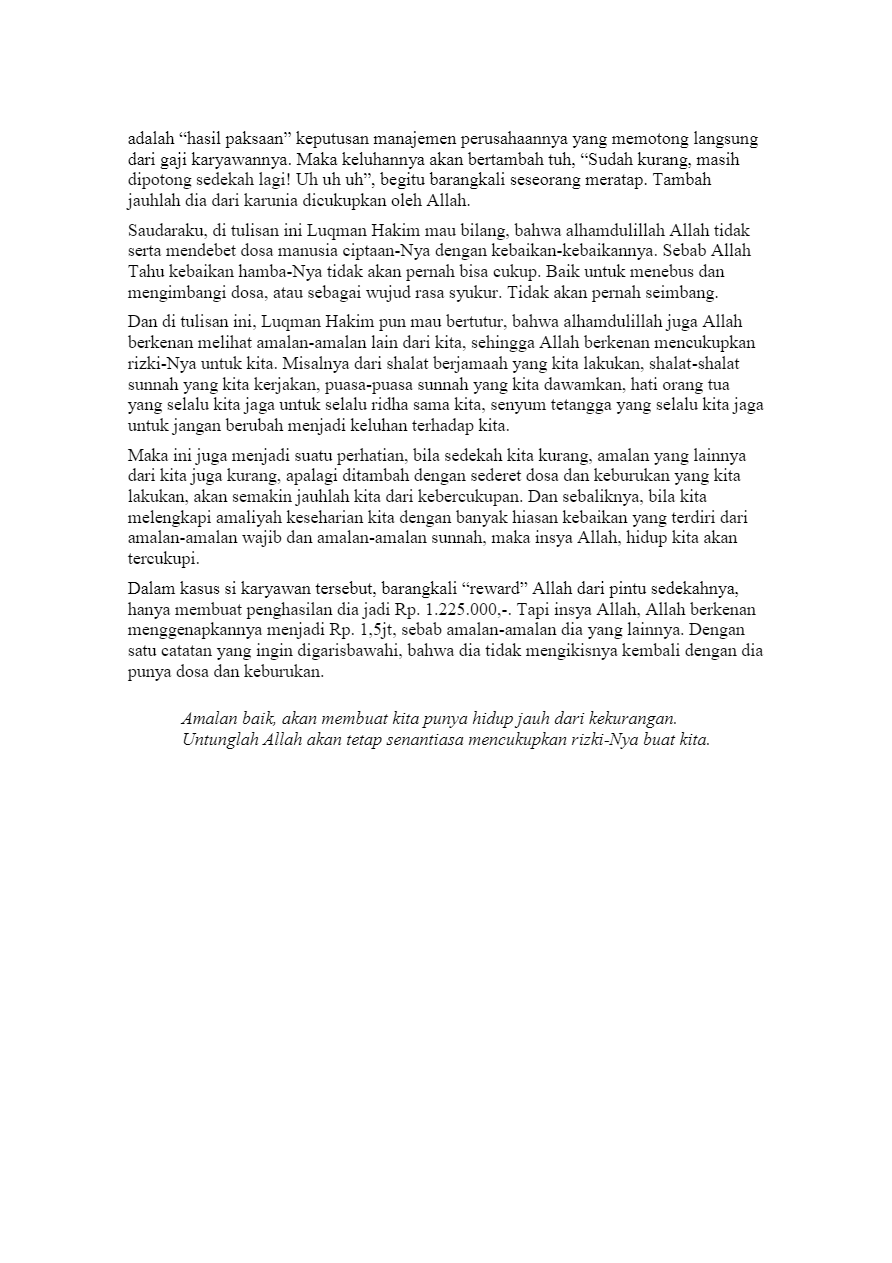 adalah “hasil paksaan” keputusan manajemen perusahaannya yang memotong langsung
dari gaji karyawannya. Maka keluhannya akan bertambah tuh, “Sudah kurang, masih
dipotong sedekah lagi! Uh uh uh”, begitu barangkali seseorang meratap. Tambah
jauhlah dia dari karunia dicukupkan oleh Allah.
Saudaraku, di tulisan ini Luqman Hakim mau bilang, bahwa alhamdulillah Allah tidak
serta mendebet dosa manusia ciptaan-Nya dengan kebaikan-kebaikannya. Sebab Allah
Tahu kebaikan hamba-Nya tidak akan pernah bisa cukup. Baik untuk menebus dan
mengimbangi dosa, atau sebagai wujud rasa syukur. Tidak akan pernah seimbang.
Dan di tulisan ini, Luqman Hakim pun mau bertutur, bahwa alhamdulillah juga Allah
berkenan melihat amalan-amalan lain dari kita, sehingga Allah berkenan mencukupkan
rizki-Nya untuk kita. Misalnya dari shalat berjamaah yang kita lakukan, shalat-shalat
sunnah yang kita kerjakan, puasa-puasa sunnah yang kita dawamkan, hati orang tua
yang selalu kita jaga untuk selalu ridha sama kita, senyum tetangga yang selalu kita jaga
untuk jangan berubah menjadi keluhan terhadap kita.
Maka ini juga menjadi suatu perhatian, bila sedekah kita kurang, amalan yang lainnya
dari kita juga kurang, apalagi ditambah dengan sederet dosa dan keburukan yang kita
lakukan, akan semakin jauhlah kita dari kebercukupan. Dan sebaliknya, bila kita
melengkapi amaliyah keseharian kita dengan banyak hiasan kebaikan yang terdiri dari
amalan-amalan wajib dan amalan-amalan sunnah, maka insya Allah, hidup kita akan
tercukupi.
Dalam kasus si karyawan tersebut, barangkali “reward” Allah dari pintu sedekahnya,
hanya membuat penghasilan dia jadi Rp. 1.225.000,-. Tapi insya Allah, Allah berkenan
menggenapkannya menjadi Rp. 1,5jt, sebab amalan-amalan dia yang lainnya. Dengan
satu catatan yang ingin digarisbawahi, bahwa dia tidak mengikisnya kembali dengan dia
punya dosa dan keburukan.
Amalan baik, akan membuat kita punya hidup jauh dari kekurangan.
Untunglah Allah akan tetap senantiasa mencukupkan rizki-Nya buat kita.